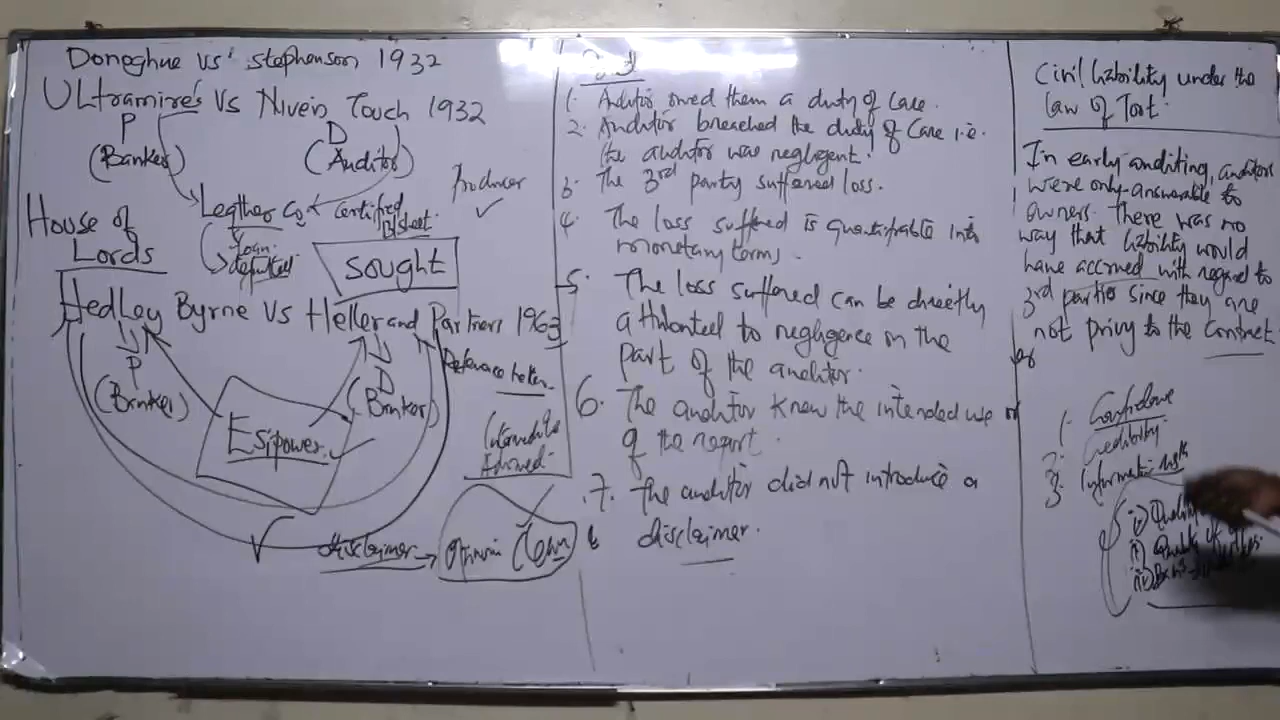 Donoghue vs' Stephenson 1932
Ultramire's Vs Niven Touch 1932
P
D
(Banker)
(Auditor)
Leather Co
Certified
B/sheet.
Producer
House of
Lords
Loan
defaulted
Sought
Hedley Byrne VS Heller and Partners 1963
P
(Banker)
D
(Banker)
Reference letter.
Esipower
disclaimer
Opinion
1. Auditor owed them a duty of Care.
2. Auditor breached the duty of Care i.e.
the auditor was negligent.
3. The 3rd party suffered loss.
4. The loss suffered is quantifiable into
monetary terms.
5. The loss suffered can be directly
attributed to negligence on the
part of the auditor.
6. The auditor knew the intended use
of the report.
7. The auditor did not introduce a
disclaimer.
Civil liability under the
law of Tort.
In early auditing, auditors
were only answerable to
owners. There was no
way that liability would
have accrued with regard to
3rd parties since they are
not privy to the Contract
1. Confidence
2. Credibility.
3. Information risk